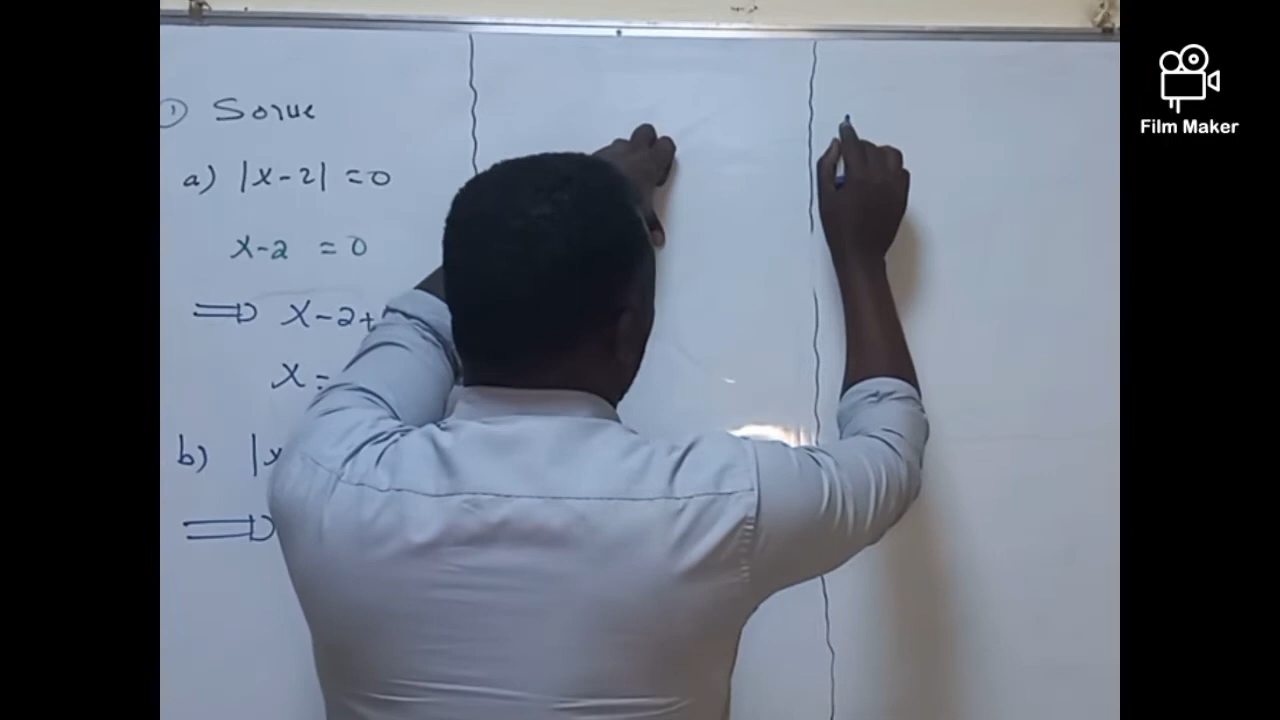 ① Solve
a) |x-2| = 0
x-2 = 0
⟹ x-2+
x =
b) |x
⟹
Film Maker